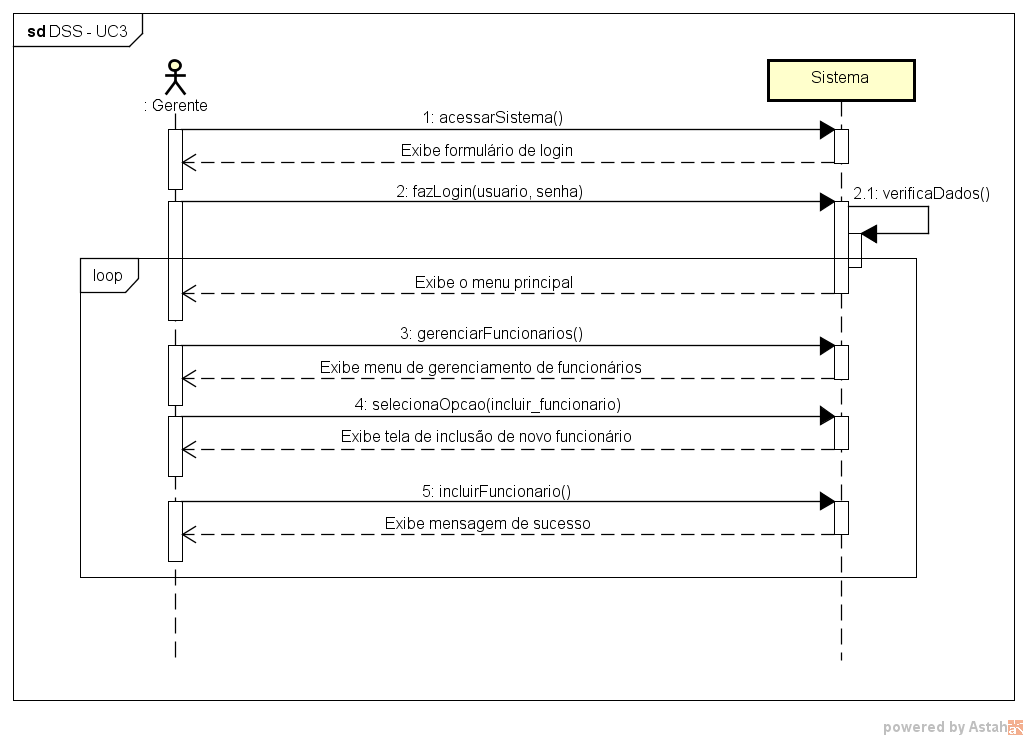 sd DSS - UC3
: Gerente
Sistema
1: acessarSistema()
Exibe formulário de login
2: fazLogin(usuario, senha)
2.1: verificaDados()
loop
Exibe o menu principal
3: gerenciarFuncionarios()
Exibe menu de gerenciamento de funcionários
4: selecionaOpcao(incluir_funcionario)
Exibe tela de inclusão de novo funcionário
5: incluirFuncionario()
Exibe mensagem de sucesso
powered by Astah